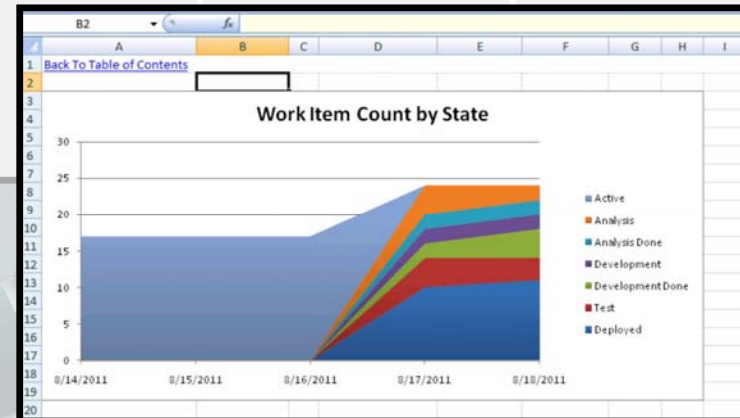 B2
fx
A B C D E F G H I
1 Back To Table of Contents
2
3
4
5
6
7
8
9
10
11
12
13
14
15
16
17
18
19
20
Work Item Count by State
30
25
20
15
10
5
0
8/14/2011 8/15/2011 8/16/2011 8/17/2011 8/18/2011
Active
Analysis
Analysis Done
Development
Development Done
Test
Deployed